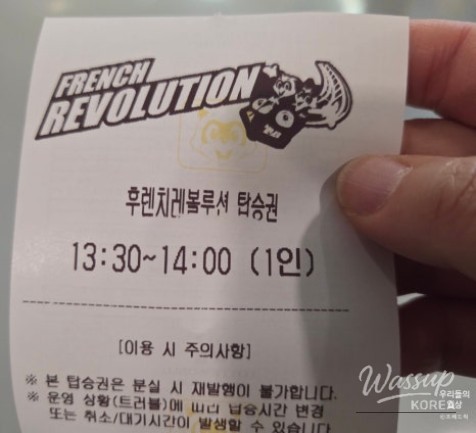 FRENCH
REVOLUTION
후렌치레볼루션 탑승권
13:30~14:00 (1인)
[이용 시 주의사항]
※ 본 탑승권은 분실 시 재발행이 불가합니다.
※ 운영 상황(트러블)에 따라 탑승시간 변경
또는 취소/대기시간이 발생할 수 있습니다
Wassup
KOREA
우리들의